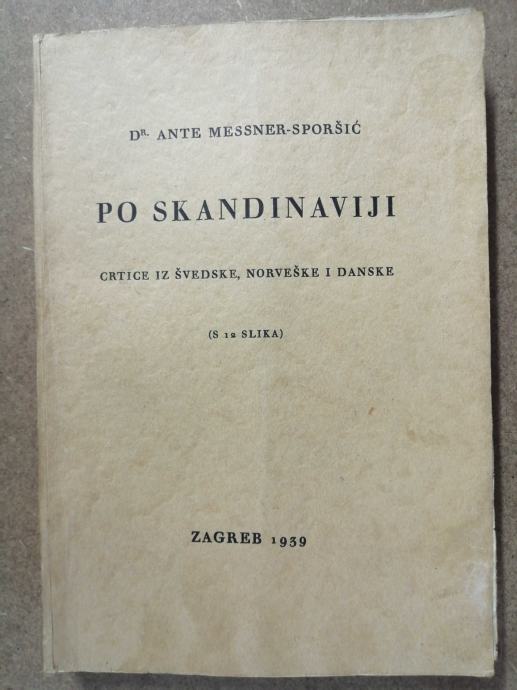 Dr. ANTE MESSNER-SPORŠIĆ
PO SKANDINAVIJI
CRTICE IZ ŠVEDSKE, NORVEŠKE I DANSKE
(S 12 SLIKA)
ZAGREB 1939